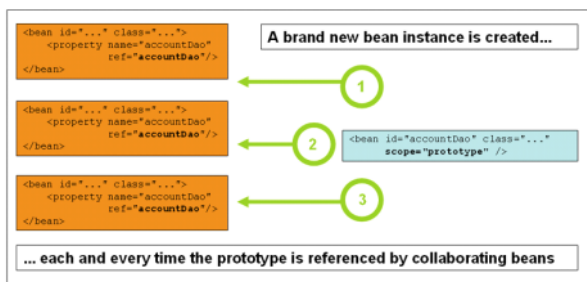 <bean id="..." class="...">
<property name="accountDao"
ref="accountDao"/>
</bean>
A brand new bean instance is created...
1
<bean id="..." class="...">
<property name="accountDao"
ref="accountDao"/>
</bean>
2
<bean id="accountDao" class="..."
scope="prototype" />
<bean id="..." class="...">
<property name="accountDao"
ref="accountDao"/>
</bean>
3
... each and every time the prototype is referenced by collaborating beans